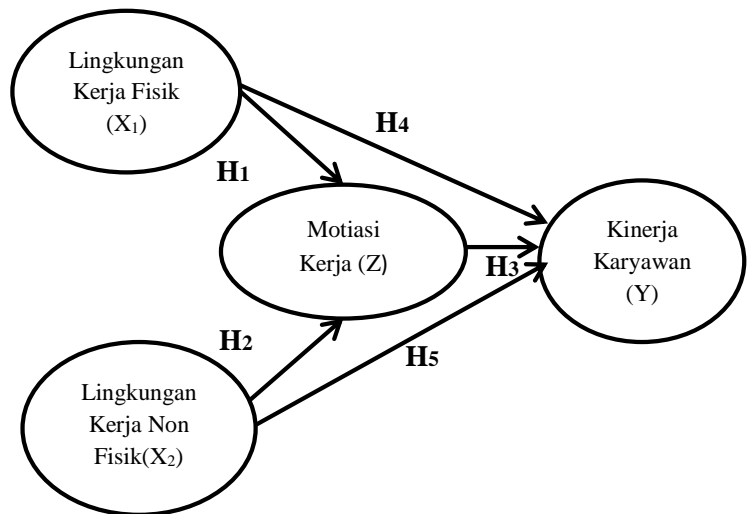 Lingkungan
Kerja Fisik
(X₁)
H4
H1
Motiasi
Kerja (Z)
H3
Kinerja
Karyawan
(Y)
H2
H5
Lingkungan
Kerja Non
Fisik(X₂)